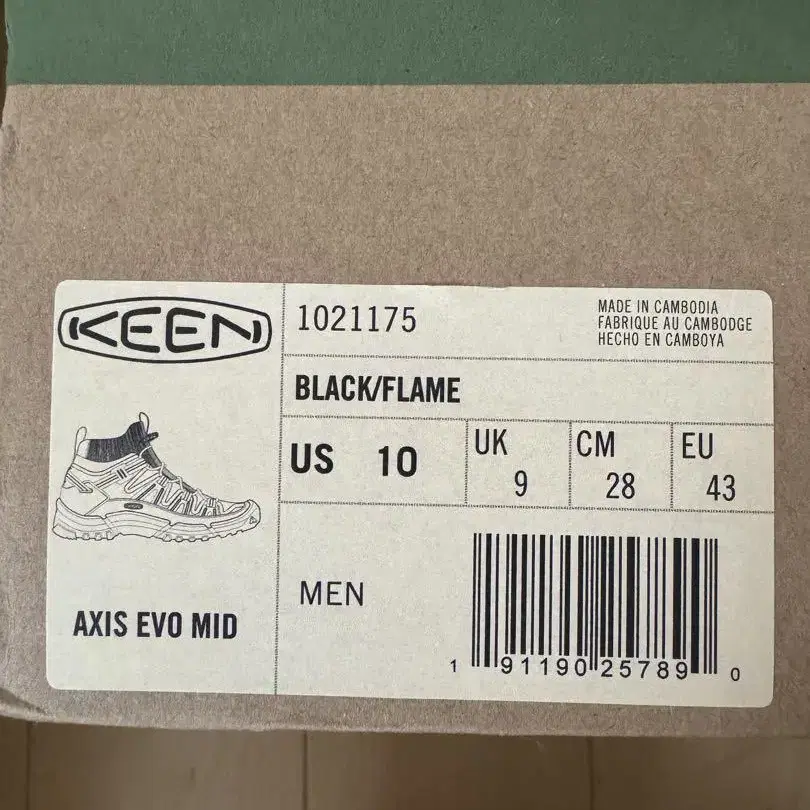 KEEN
1021175
MADE IN CAMBODIA
FABRIQUE AU CAMBODGE
HECHO EN CAMBOYA
BLACK/FLAME
US 10
UK 9
CM 28
EU 43
KEEN
AXIS EVO MID
MEN
1 91190 25789 0